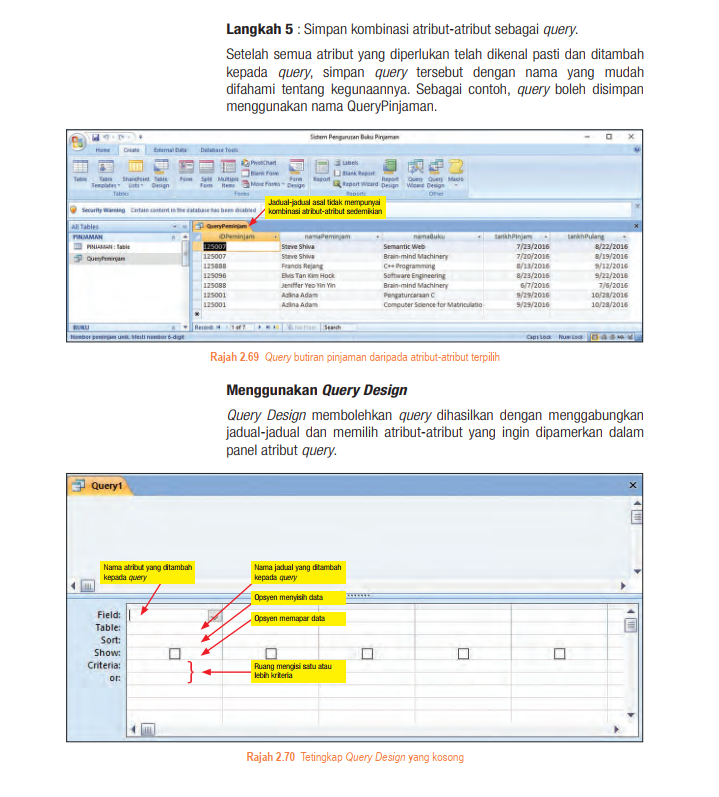 Langkah 5 : Simpan kombinasi atribut-atribut sebagai query.
Setelah semua atribut yang diperlukan telah dikenal pasti dan ditambah
kepada query, simpan query tersebut dengan nama yang mudah
difahami tentang kegunaannya. Sebagai contoh, query boleh disimpan
menggunakan nama QueryPinjaman.
Sistem Pengurusan Buku Pinjaman
Home Create External Data Database Tools
PivotChart Labels
Blank Form Blank Report
Table Table SharePoint Table Form Split Multiple More Forms Form Report Report Wizard Report Query Query Macro
Templates Lists Design Form Items Design Design Wizard Design
Tables Forms Reports Other
Jadual-jadual asal tidak mempunyai
kombinasi atribut-atribut sedemikian
Security Warning Certain content in the database has been disabled
All Tables QueryPeminjam
PINJAMAN IDPeminjam namaPeminjam namaBuku tarikhPinjam tarikhPulang
PINJAMAN : Table 125007 Steve Shiva Semantic Web 7/23/2016 8/22/2016
QueryPeminjam 125007 Steve Shiva Brain-mind Machinery 7/20/2016 8/19/2016
125888 Francis Rejang C++ Programming 8/13/2016 9/12/2016
125096 Elvis Tan Kim Hock Software Engineering 8/23/2016 9/22/2016
125088 Jeniffer Yeo Yin Yin Brain-mind Machinery 6/7/2016 7/6/2016
125001 Azlina Adam Pengaturcaraan C 9/29/2016 10/28/2016
125001 Azlina Adam Computer Science for Matriculatio 9/29/2016 10/28/2016
BUKU Record: 1 of 7 No Filter Search
Nombor peminjam unik. Mesti nombor 6-digit Caps Lock Num Lock
Rajah 2.69 Query butiran pinjaman daripada atribut-atribut terpilih
Menggunakan Query Design
Query Design membolehkan query dihasilkan dengan menggabungkan
jadual-jadual dan memilih atribut-atribut yang ingin dipamerkan dalam
panel atribut query.
Query1
Nama atribut yang ditambah
kepada query
Nama jadual yang ditambah
kepada query
Opsyen menyisih data
Opsyen memapar data
Field:
Table:
Sort:
Show:
Criteria:
or:
Ruang mengisi satu atau
lebih kriteria
Rajah 2.70 Tetingkap Query Design yang kosong